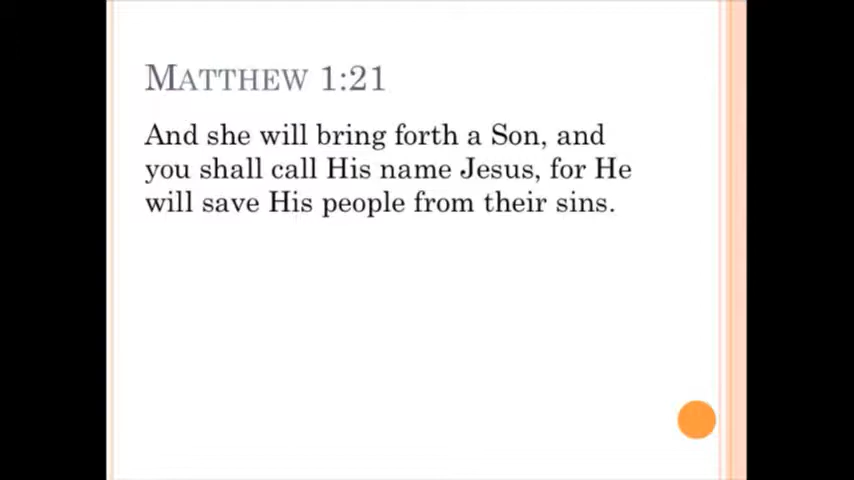 MATTHEW 1:21
And she will bring forth a Son, and
you shall call His name Jesus, for He
will save His people from their sins.